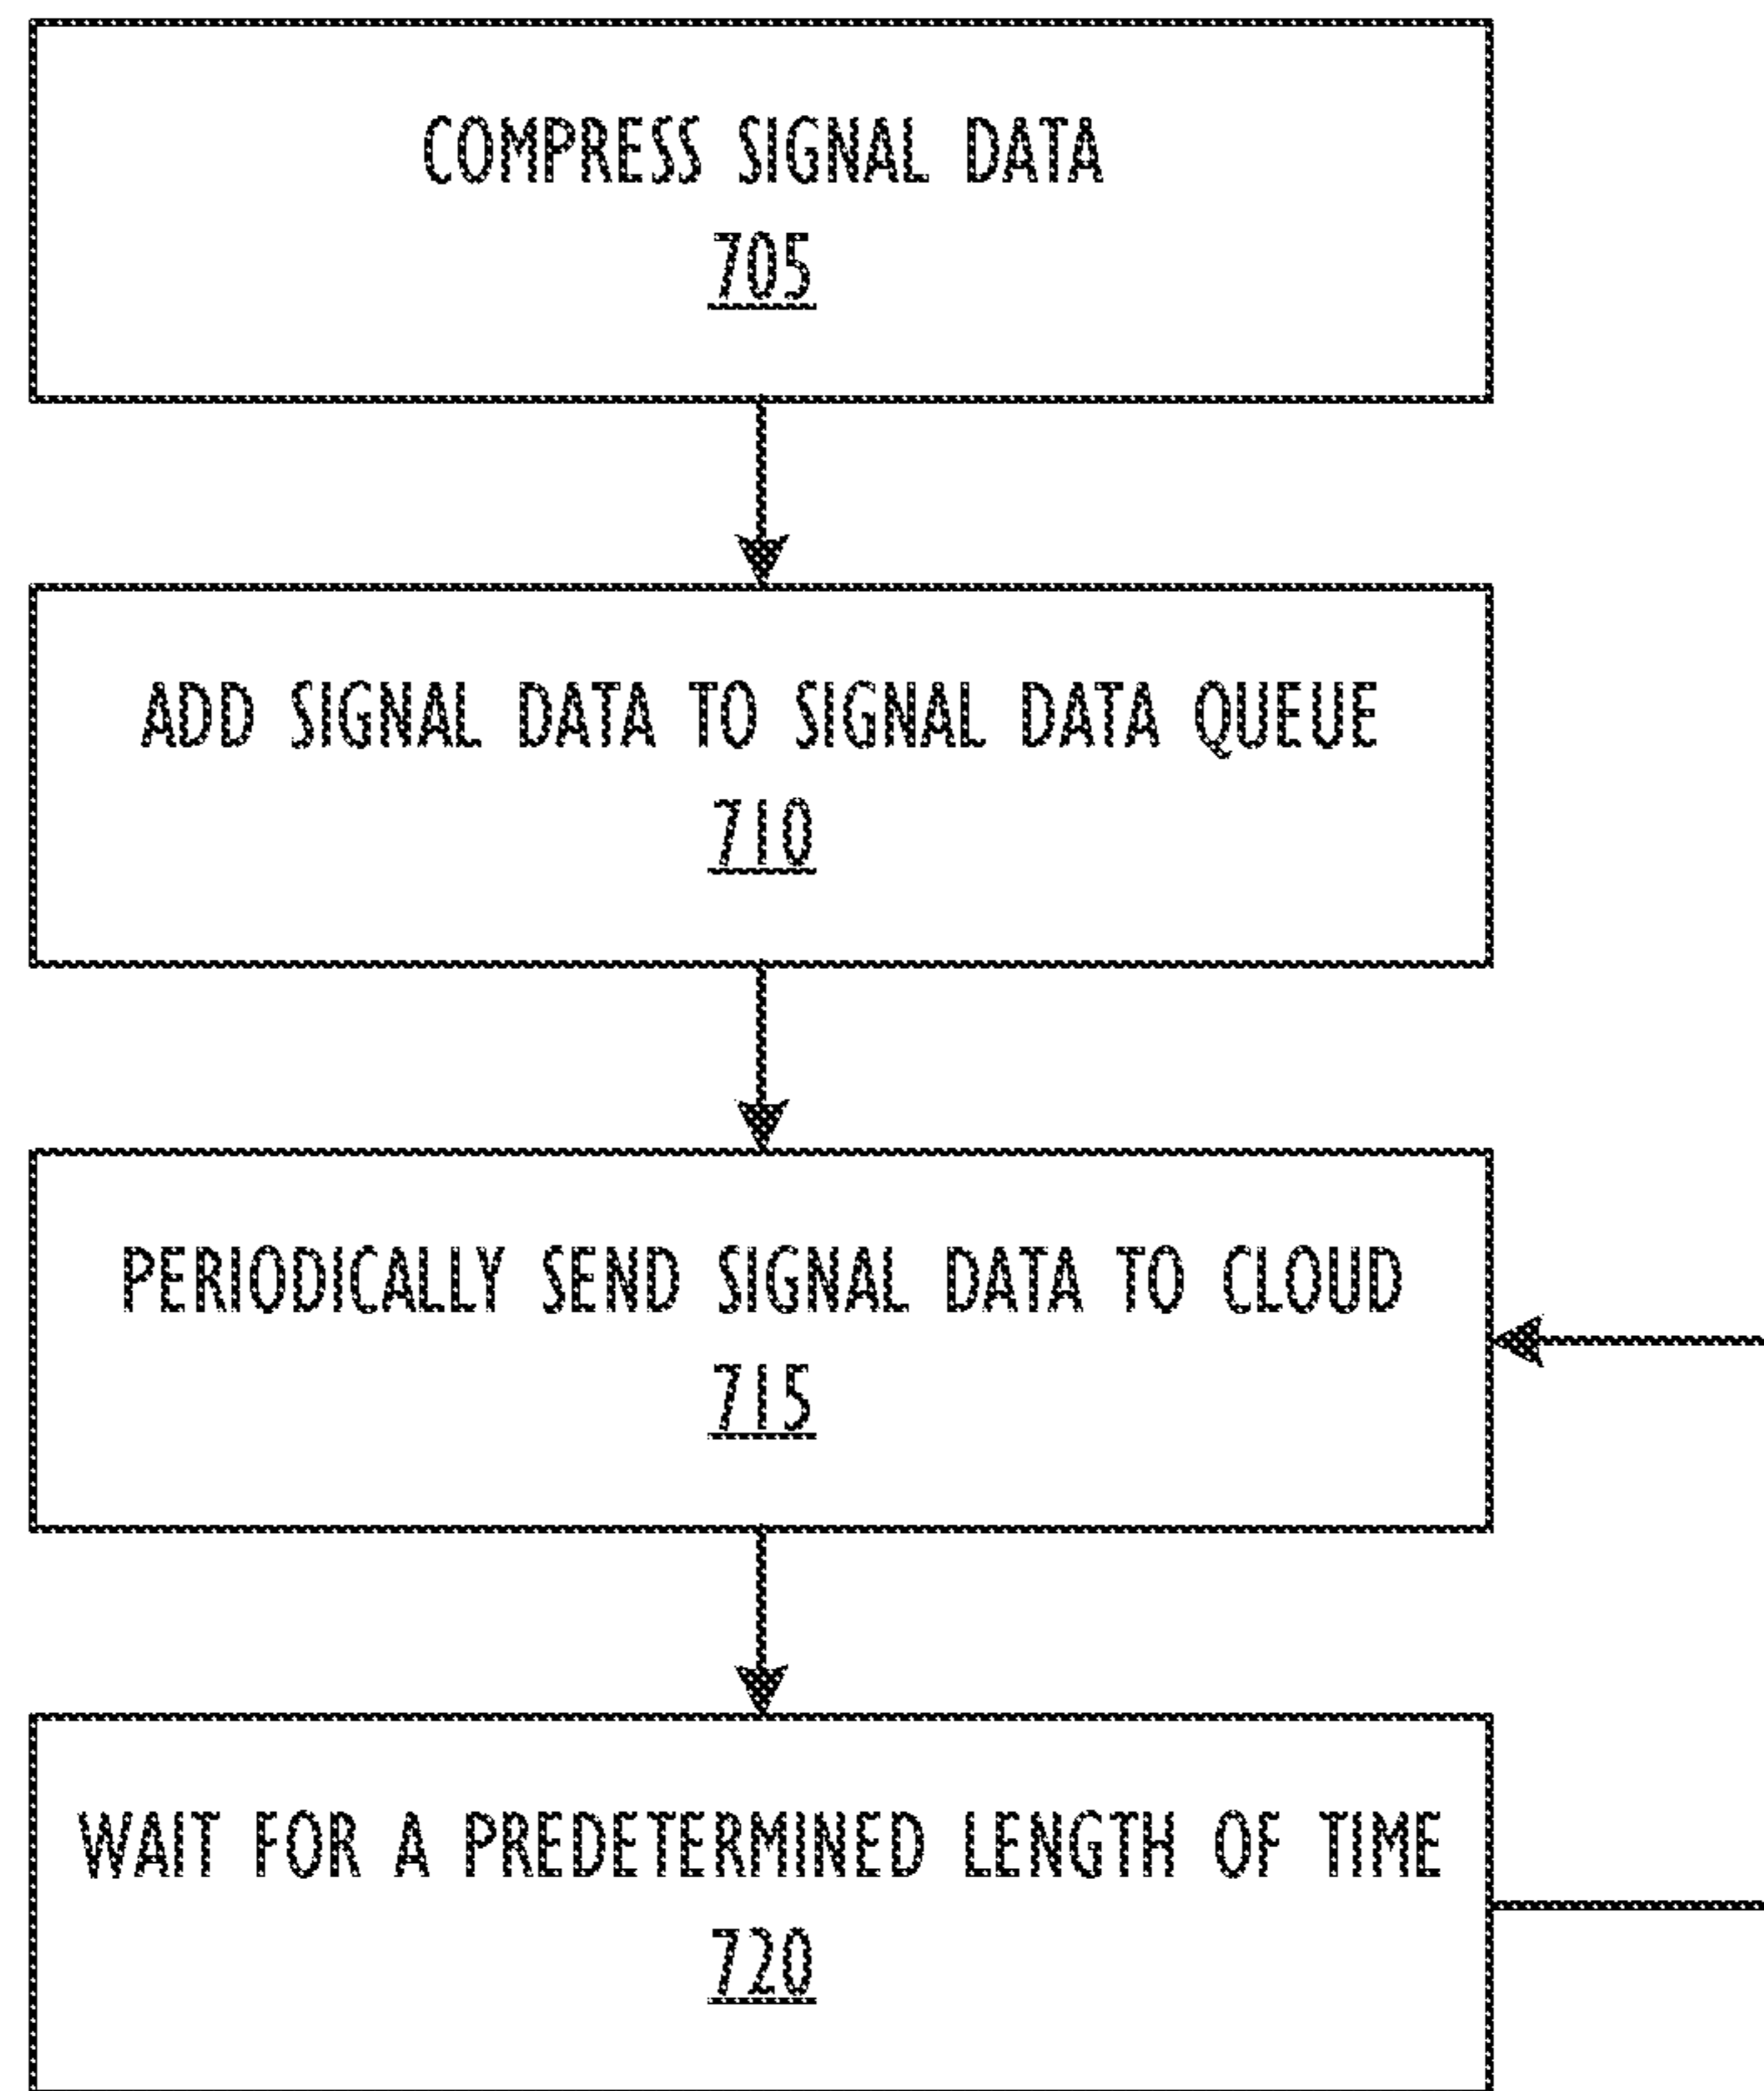 COMPRESS SIGNAL DATA
705
ADD SIGNAL DATA TO SIGNAL DATA QUEUE
710
PERIODICALLY SEND SIGNAL DATA TO CLOUD
715
WAIT FOR A PREDETERMINED LENGTH OF TIME
720